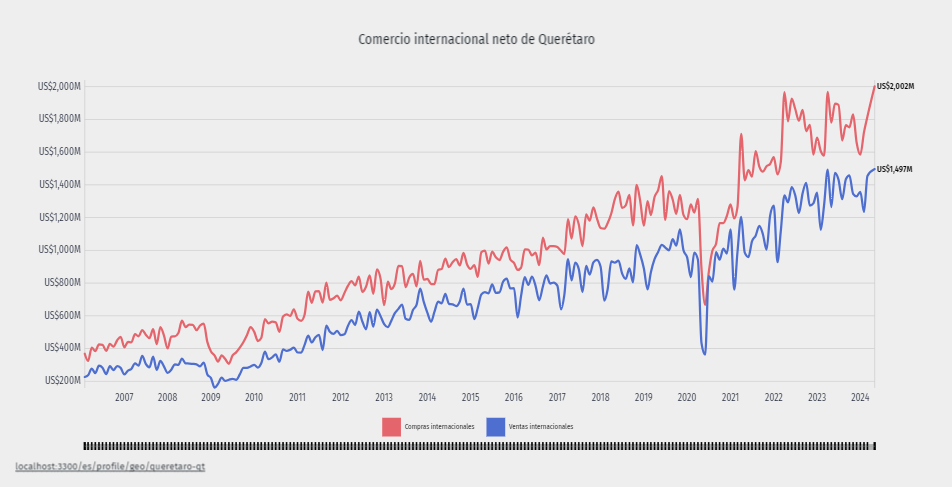 Comercio internacional neto de Querétaro
US$2,000M
US$1,800M
US$1,600M
US$1,400M
US$1,200M
US$1,000M
US$800M
US$600M
US$400M
US$200M
US$2,002M
US$1,497M
2007 2008 2009 2010 2011 2012 2013 2014 2015 2016 2017 2018 2019 2020 2021 2022 2023 2024
Compras internacionales Ventas internacionales
localhost:3300/es/profile/geo/queretaro-qt